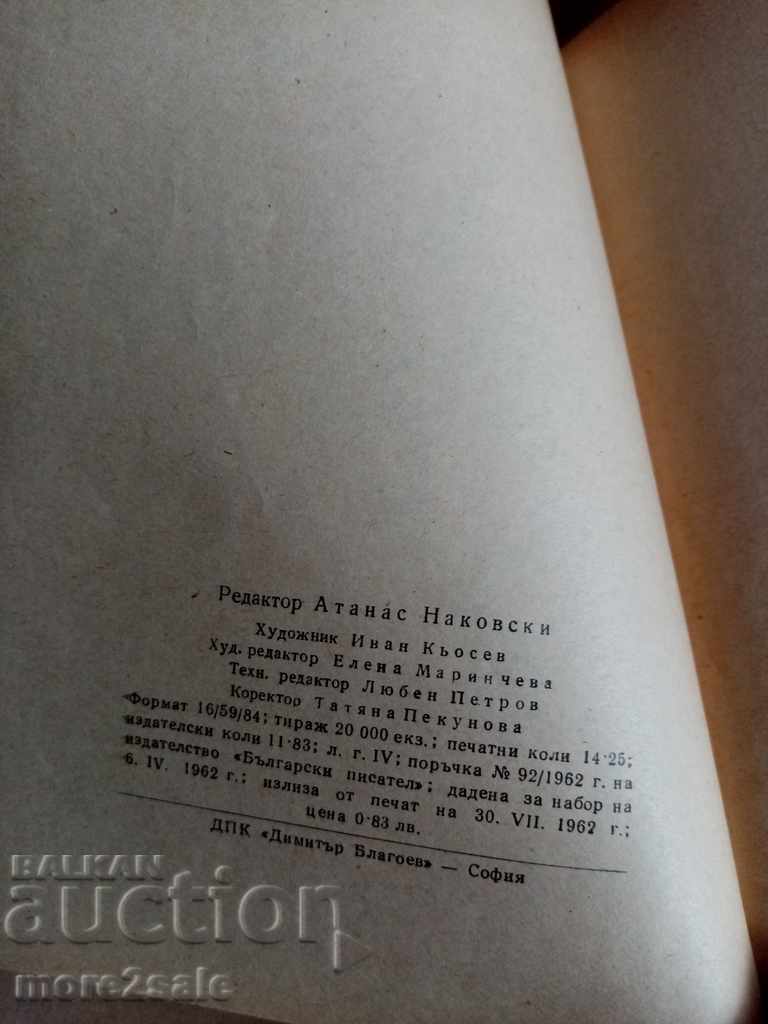 Редактор Атанас Наковски
Художник Иван Кьосев
Худ. редактор Елена Маринчева
Техн. редактор Любен Петров
Коректор Татяна Пекунова
Формат 16/59/84; тираж 20 000 екз.; печатни коли 14·25;
издателски коли 11·83; л. г. IV; поръчка № 92/1962 г. на
издателство «Български писател»; дадена за набор на
6. IV. 1962 г.; излиза от печат на 30. VII. 1962 г.;
цена 0·83 лв.
ДПК «Димитър Благоев» — София
BALKAN
auction
more2sale